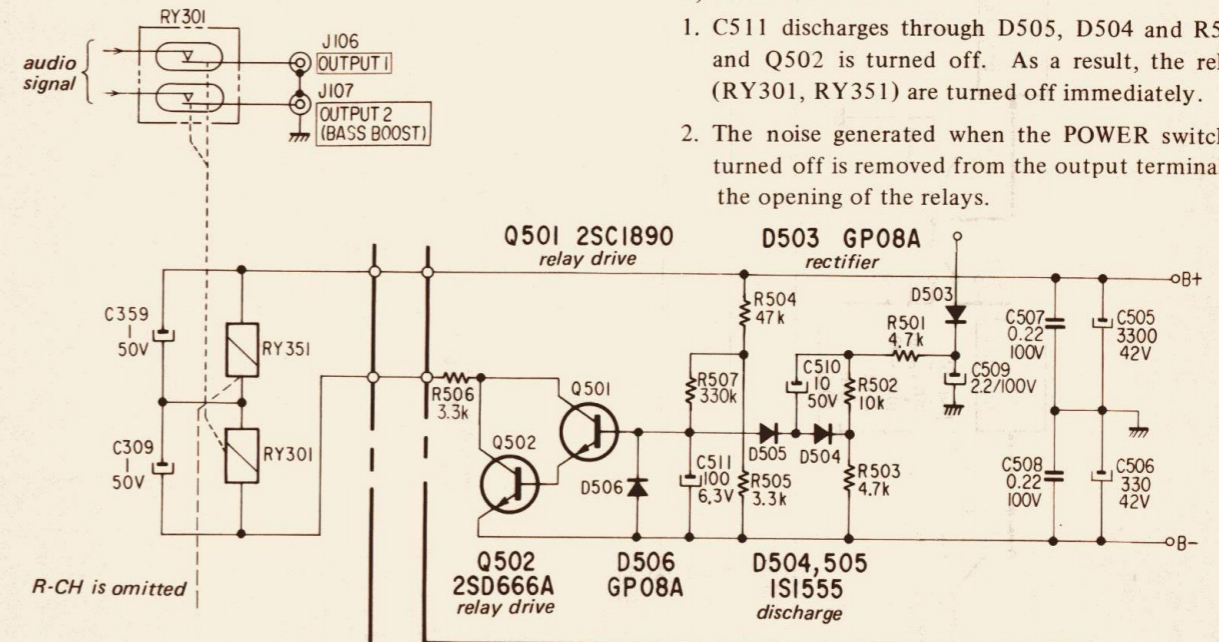 1. C511 discharges through D505, D504 and
and Q502 is turned off. As a result, the
(RY301, RY351) are turned off immediately.
2. The noise generated when the POWER
turned off is removed from the output
the opening of the relays.
RY301
audio
signal
J106
OUTPUT 1
J107
OUTPUT 2
(BASS BOOST)
Q501 2SC1890
relay drive
D503 GP08A
rectifier
B+
C359
1
50V
RY351
C309
1
50V
RY301
R506
3.3k
Q501
Q502
D506
R504
47k
R507
330k
C511
100
6.3V
R505
3.3k
D505
D504
C510
10
50V
R502
10k
R503
4.7k
R501
4.7k
D503
C509
2.2/100V
C507
0.22
100V
C505
3300
42V
C508
0.22
100V
C506
330
42V
B-
R-CH is omitted
Q502
2SD666A
relay drive
D506
GP08A
D504,505
1S1555
discharge